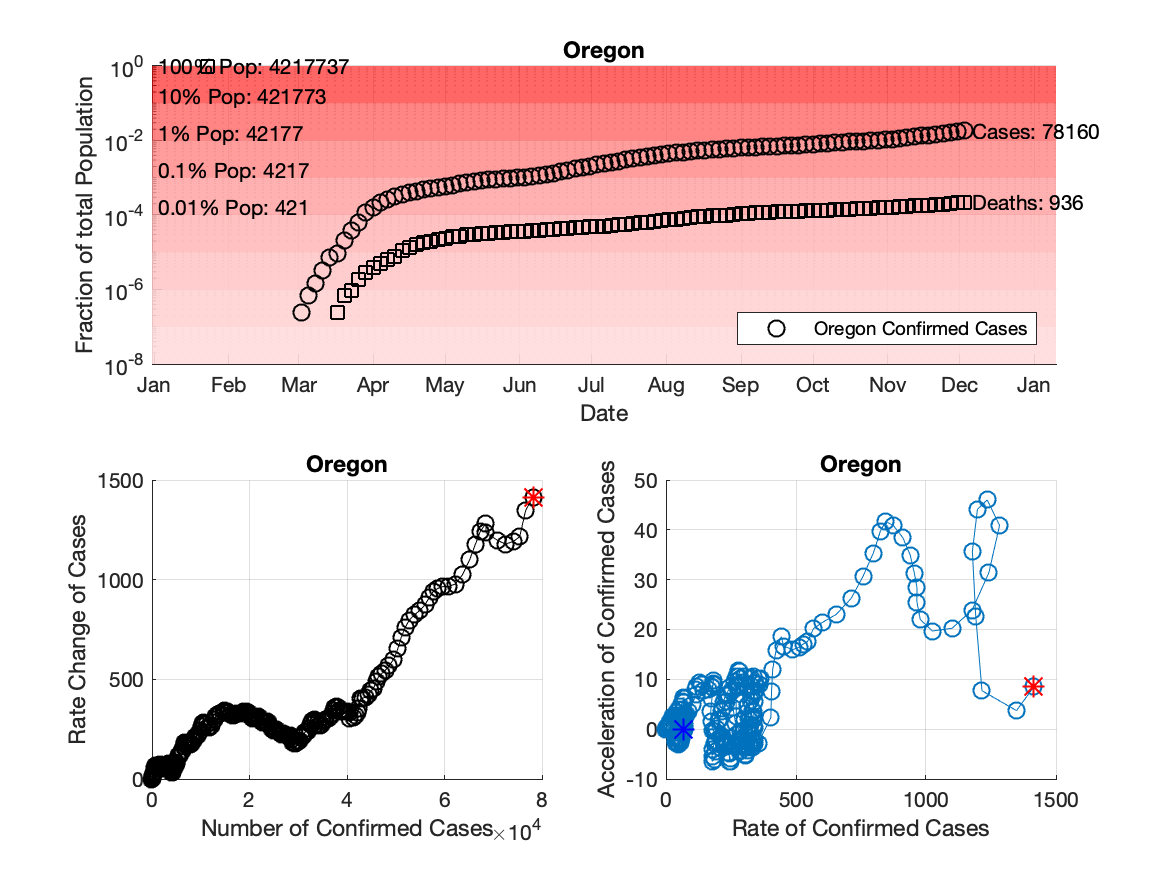 Oregon
10^0
10^-2
10^-4
10^-6
10^-8
Fraction of total Population
100% Pop: 4217737
10% Pop: 421773
1% Pop: 42177
0.1% Pop: 4217
0.01% Pop: 421
Cases: 78160
Deaths: 936
Oregon Confirmed Cases
Jan Feb Mar Apr May Jun Jul Aug Sep Oct Nov Dec Jan
Date
Oregon
1500
1000
500
0
Rate Change of Cases
0 2 4 6 8
Number of Confirmed Cases ×10^4
Oregon
50
40
30
20
10
0
-10
Acceleration of Confirmed Cases
0 500 1000 1500
Rate of Confirmed Cases